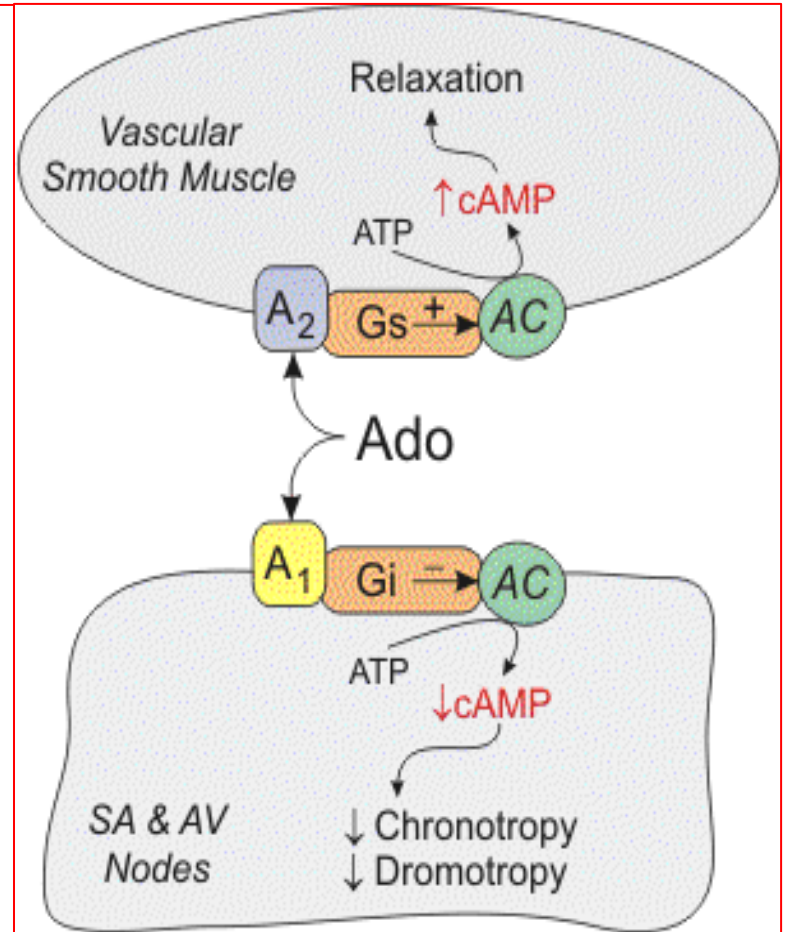 Relaxation
Vascular
Smooth Muscle
↑cAMP
ATP
A2
Gs
+
AC
Ado
A1
Gi
–
AC
ATP
↓cAMP
SA & AV
Nodes
↓ Chronotropy
↓ Dromotropy